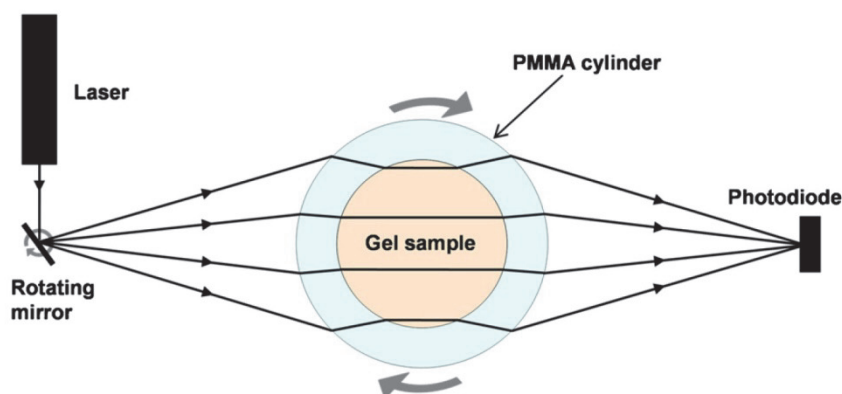 PMMA cylinder
Laser
Photodiode
Gel sample
Rotating
mirror